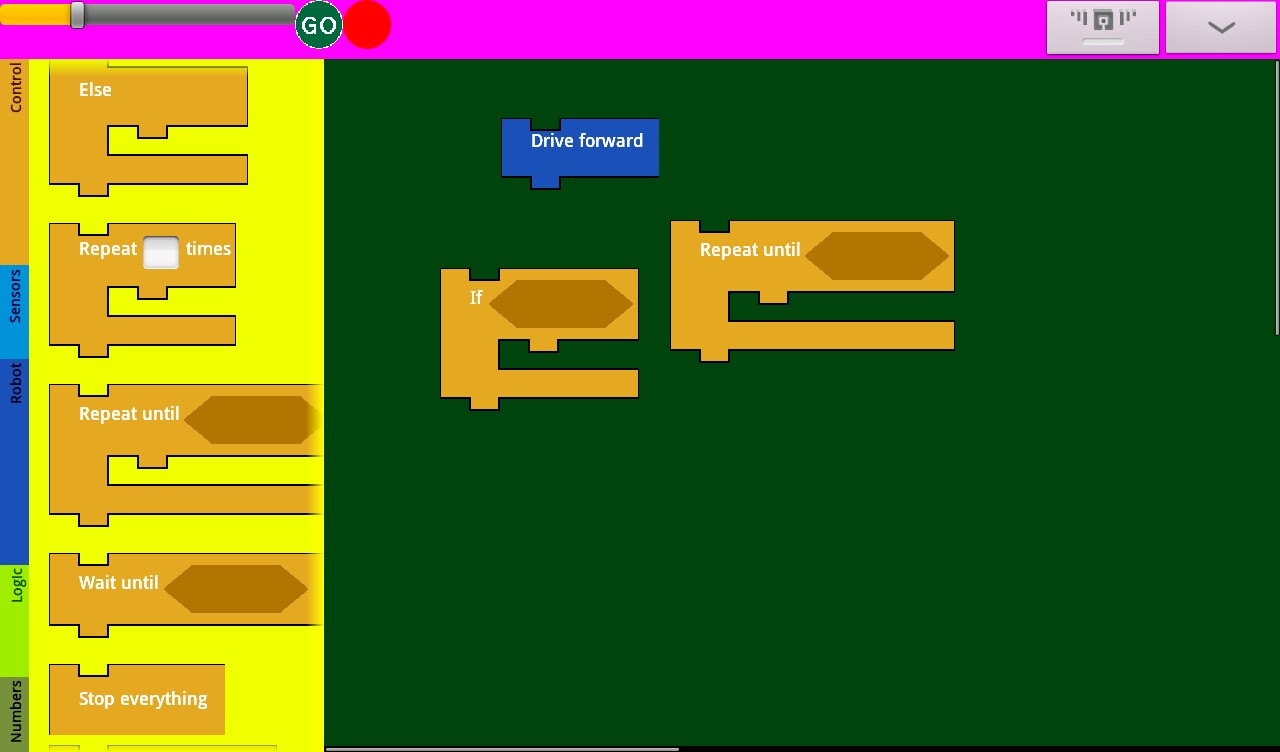 GO
Control
Sensors
Robot
Logic
Numbers
Else
Repeat times
Repeat until
Wait until
Stop everything
Drive forward
If
Repeat until